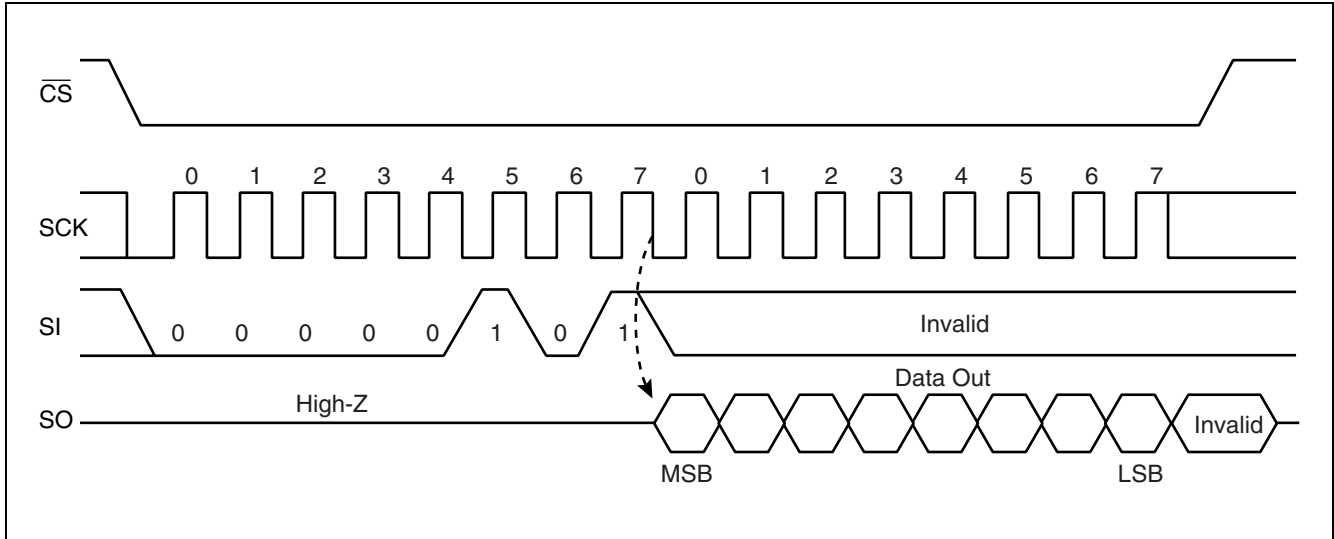 CS
0 1 2 3 4 5 6 7 0 1 2 3 4 5 6 7
SCK
SI
0 0 0 0 0 1 0 1
Invalid
Data Out
High-Z
SO
Invalid
MSB
LSB